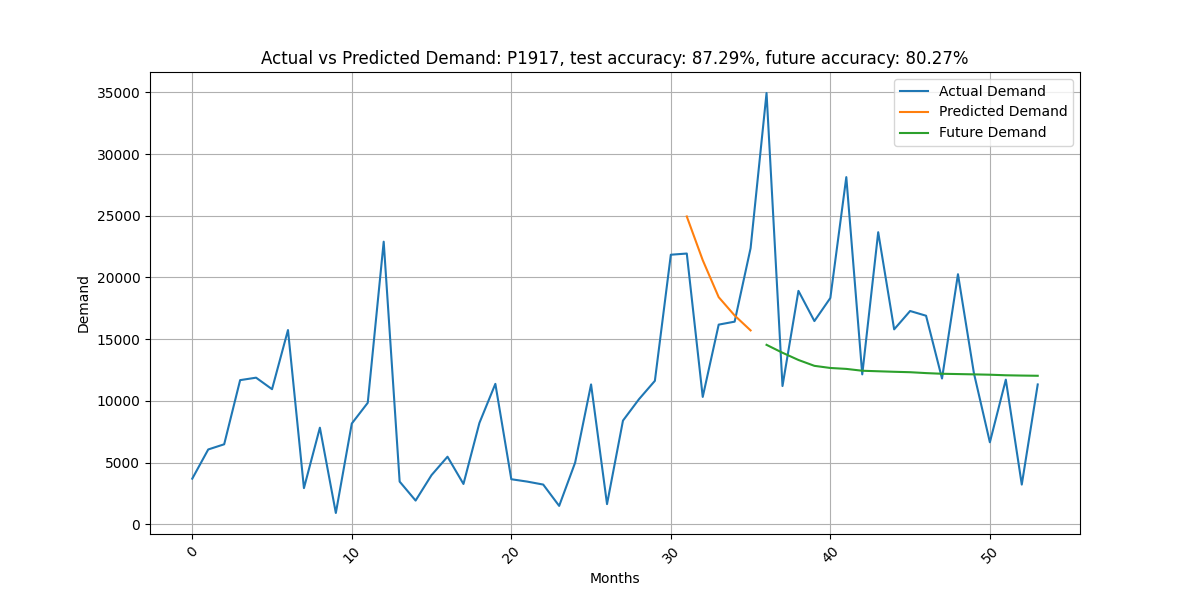 Actual vs Predicted Demand: P1917, test accuracy: 87.29%, future accuracy: 80.27%
Actual Demand
Predicted Demand
Future Demand
35000
30000
25000
20000
15000
10000
5000
0
Demand
0
10
20
30
40
50
Months